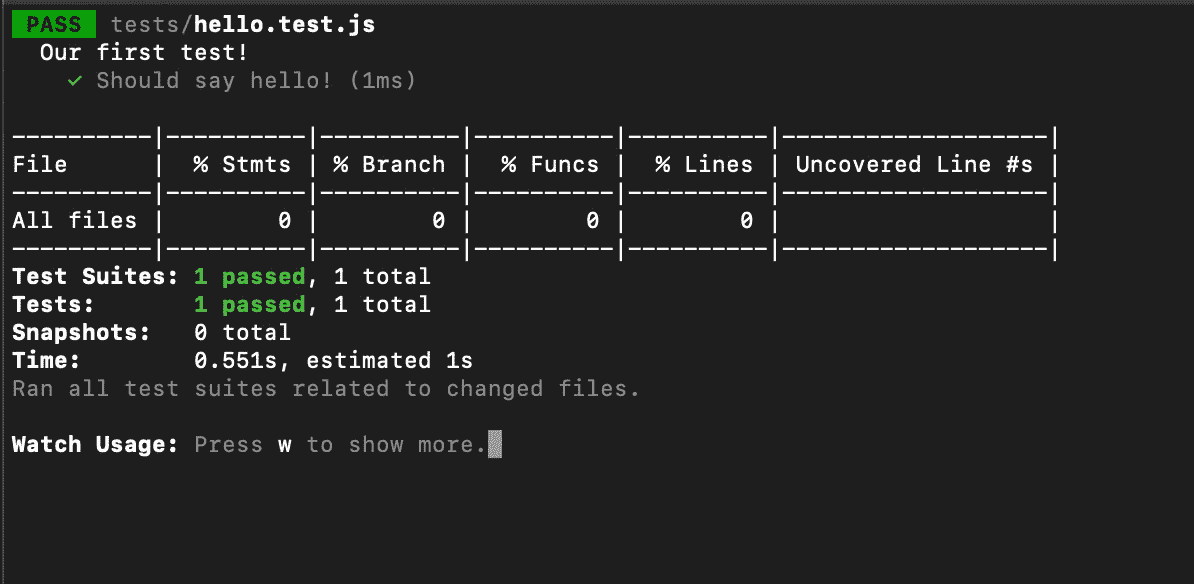 PASS tests/hello.test.js
Our first test!
✓ Should say hello! (1ms)
----------|----------|----------|----------|----------|-------------------|
File      |  % Stmts | % Branch |  % Funcs |  % Lines | Uncovered Line #s |
----------|----------|----------|----------|----------|-------------------|
All files |        0 |        0 |        0 |        0 |                   |
----------|----------|----------|----------|----------|-------------------|
Test Suites: 1 passed, 1 total
Tests:       1 passed, 1 total
Snapshots:   0 total
Time:        0.551s, estimated 1s
Ran all test suites related to changed files.
Watch Usage: Press w to show more.